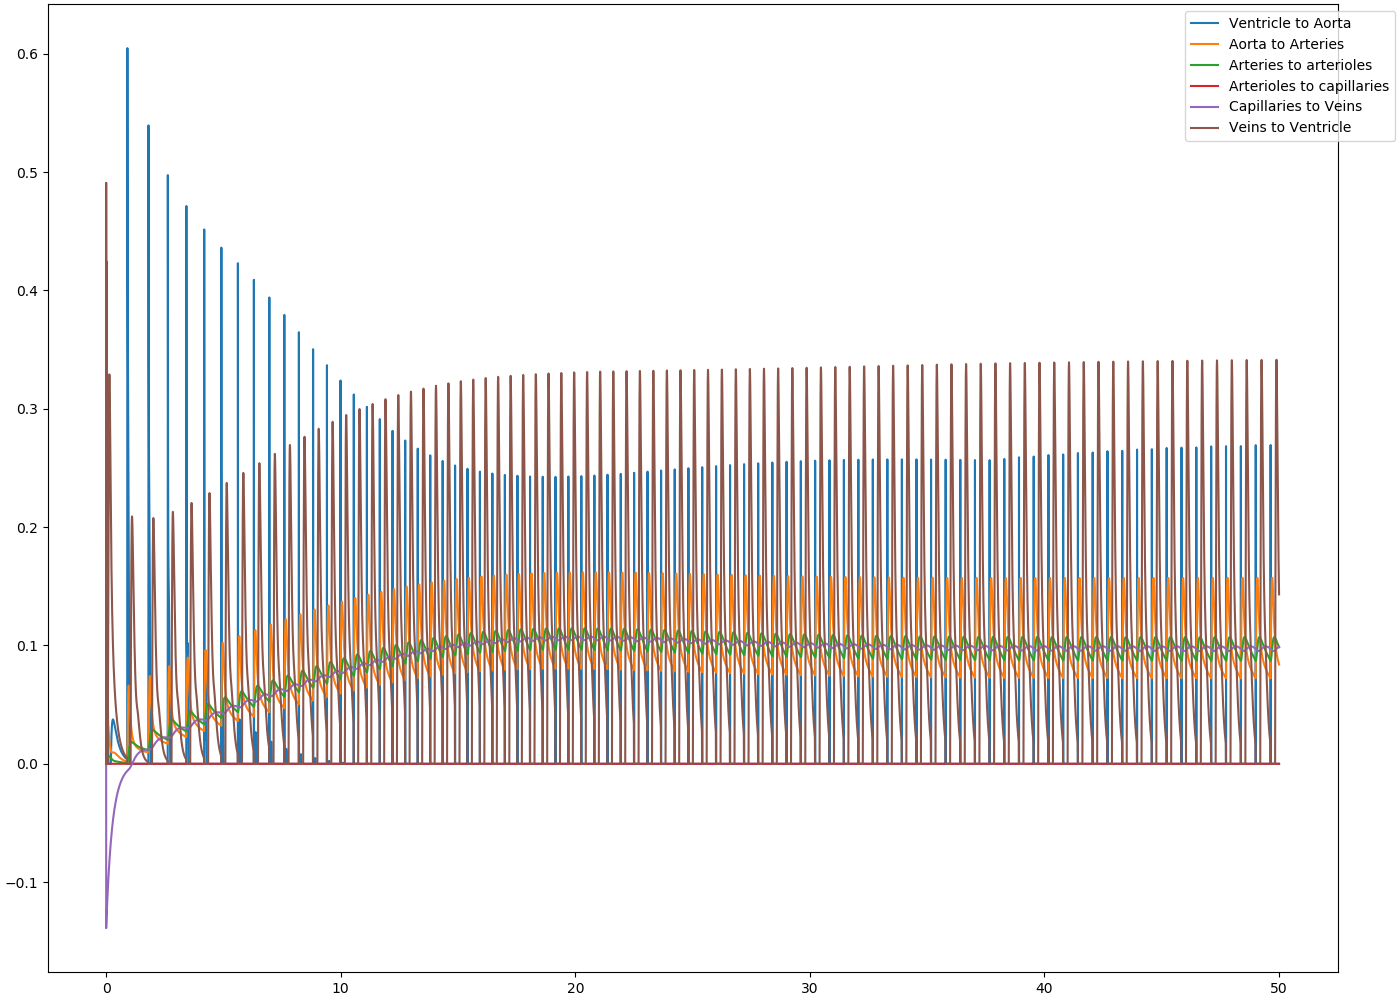 Ventricle to Aorta
Aorta to Arteries
Arteries to arterioles
Arterioles to capillaries
Capillaries to Veins
Veins to Ventricle
0.6
0.5
0.4
0.3
0.2
0.1
0.0
−0.1
0 10 20 30 40 50